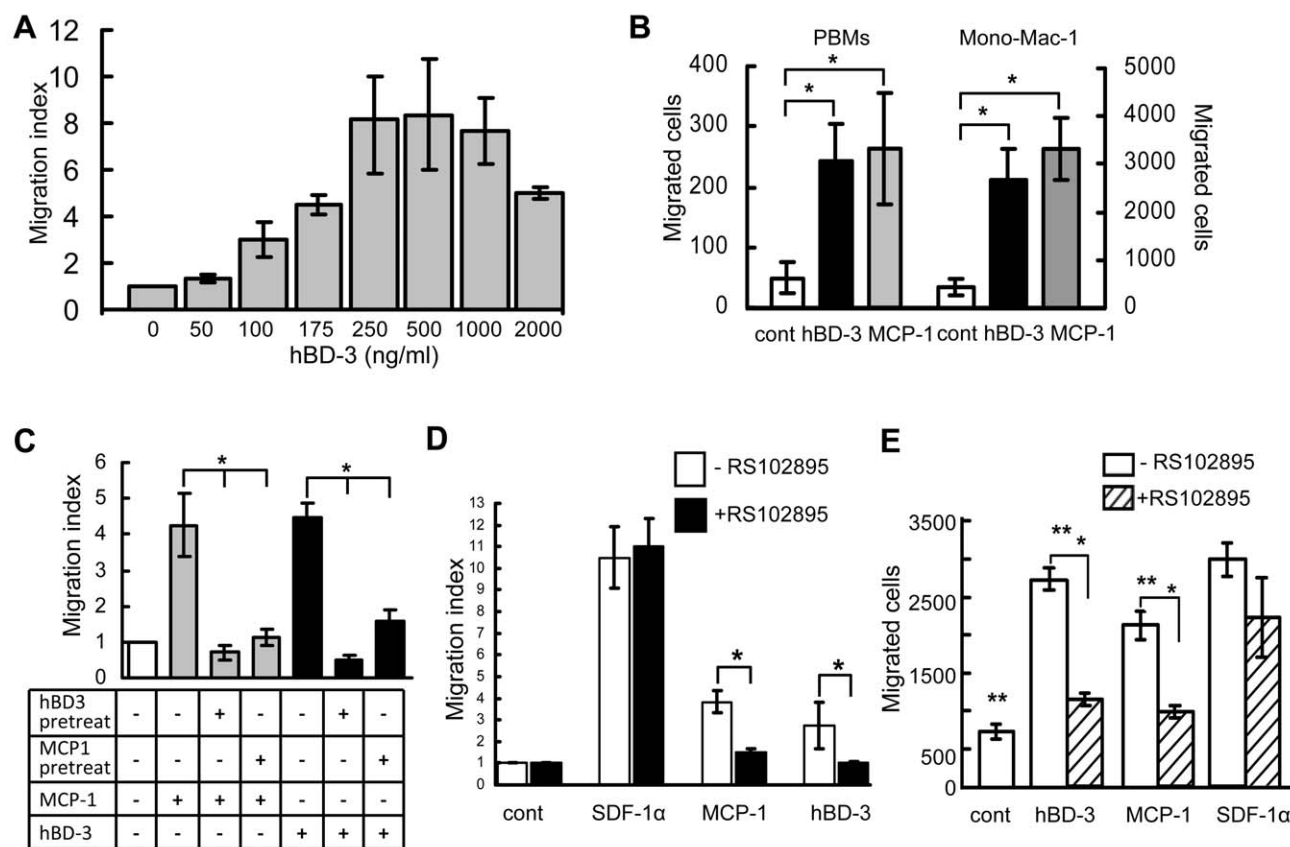 A
Migration index
12
10
8
6
4
2
0
0 50 100 175 250 500 1000 2000
hBD-3 (ng/ml)
B
PBMs Mono-Mac-1
Migrated cells
400
300
200
100
0
* * * *
5000
4000
3000
2000
1000
0
Migrated cells
cont hBD-3 MCP-1 cont hBD-3 MCP-1
C
Migration index
6
5
4
3
2
1
0
* *
hBD3 pretreat - - + - - + -
MCP1 pretreat - - - + - - +
MCP-1 - + + + - - -
hBD-3 - - - - + + +
D
- RS102895
+RS102895
Migration index
13
12
11
10
9
8
7
6
5
4
3
2
1
0
* *
cont SDF-1α MCP-1 hBD-3
E
- RS102895
+RS102895
Migrated cells
3500
2500
1500
500
0
** ** * ** *
cont hBD-3 MCP-1 SDF-1α